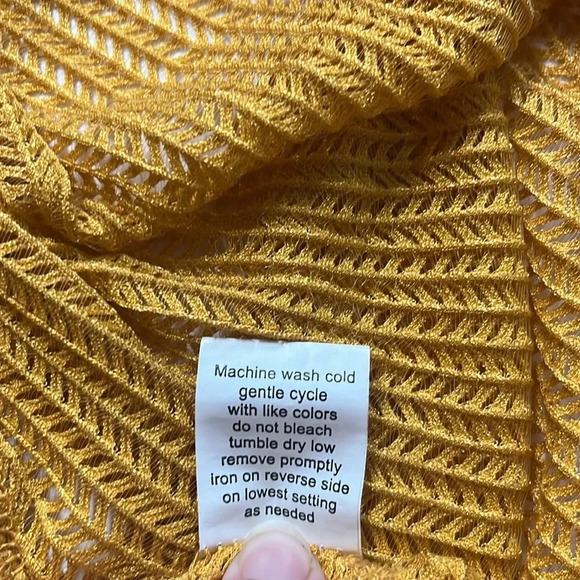 Machine wash cold
gentle cycle
with like colors
do not bleach
tumble dry low
remove promptly
iron on reverse side
on lowest setting
as needed